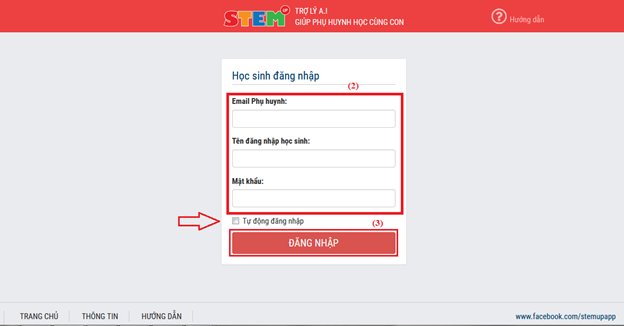 STEM UP TRỢ LÝ A.I
GIÚP PHỤ HUYNH HỌC CÙNG CON
? Hướng dẫn
Học sinh đăng nhập
(2)
Email Phụ huynh:
Tên đăng nhập học sinh:
Mật khẩu:
Tự động đăng nhập
(3)
ĐĂNG NHẬP
TRANG CHỦ THÔNG TIN HƯỚNG DẪN www.facebook.com/stemupapp